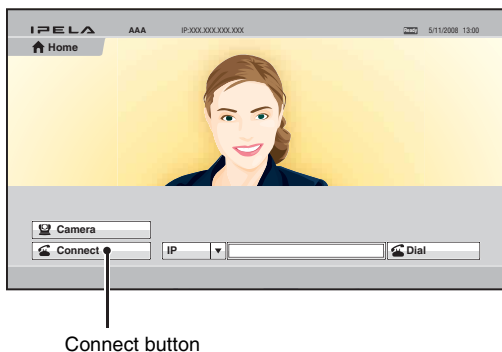 IPELA AAA IP:XXX.XXX.XXX.XXX Ready 5/11/2008 13:00
Home
Camera
Connect IP Dial
Connect button